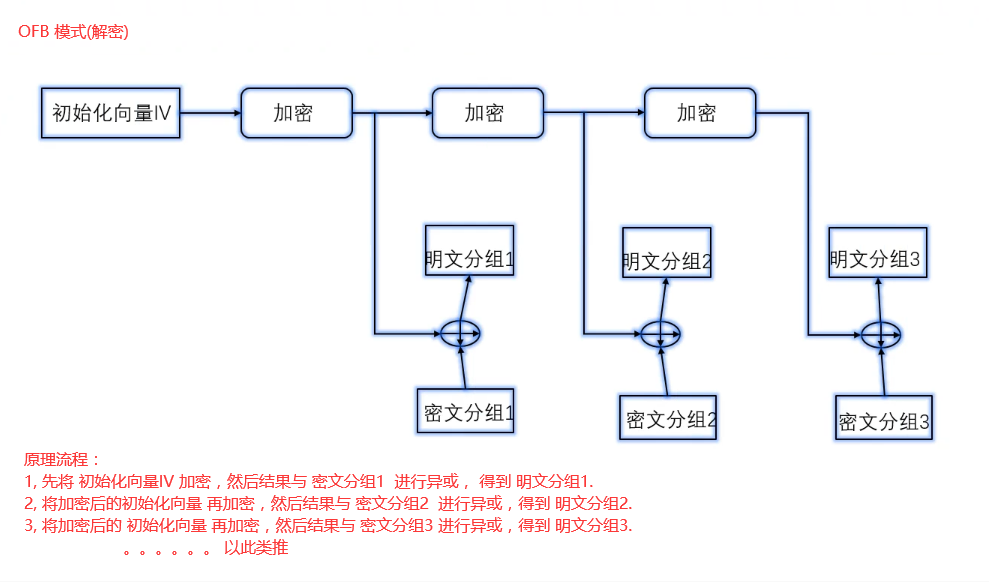 OFB 模式(解密)
初始化向量IV 加密 加密 加密
明文分组1 明文分组2 明文分组3
密文分组1 密文分组2 密文分组3
原理流程：
1, 先将 初始化向量IV 加密，然后结果与 密文分组1 进行异或， 得到 明文分组1.
2, 将加密后的初始化向量 再加密，然后结果与 密文分组2 进行异或，得到 明文分组2.
3, 将加密后的 初始化向量 再加密，然后结果与 密文分组3 进行异或，得到 明文分组3.
。。。。。。 以此类推